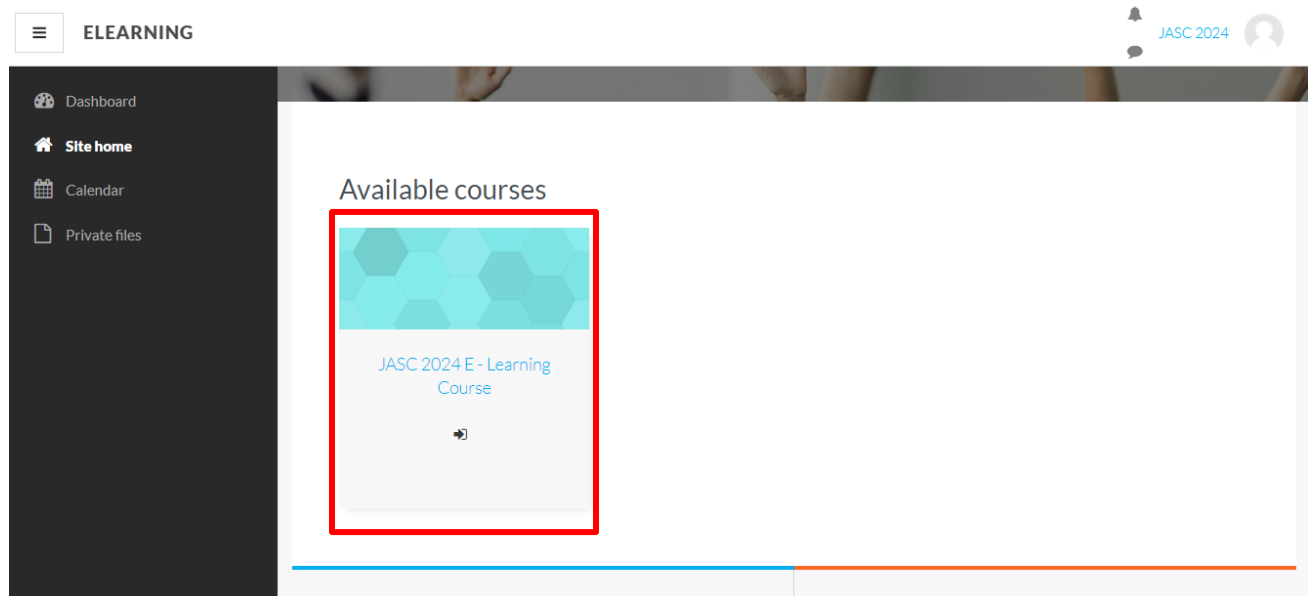 ELEARNING
JASC 2024
Dashboard
Site home
Calendar
Private files
Available courses
JASC 2024 E - Learning
Course